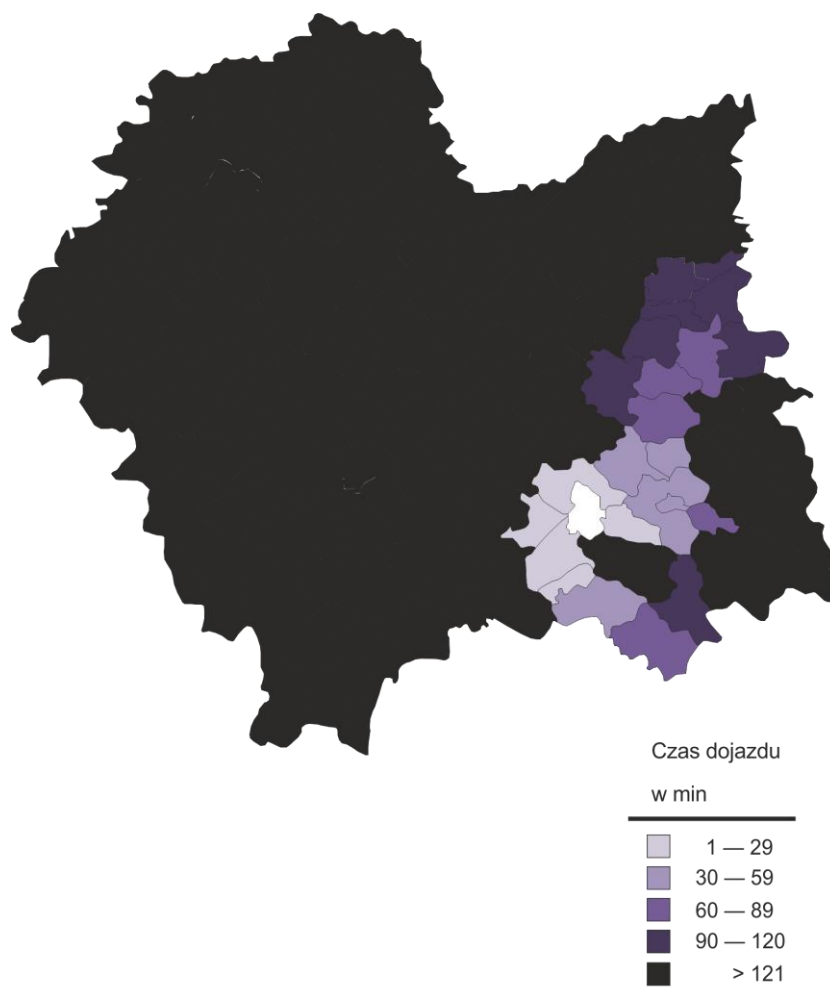 Czas dojazdu
w min
1 — 29
30 — 59
60 — 89
90 — 120
> 121